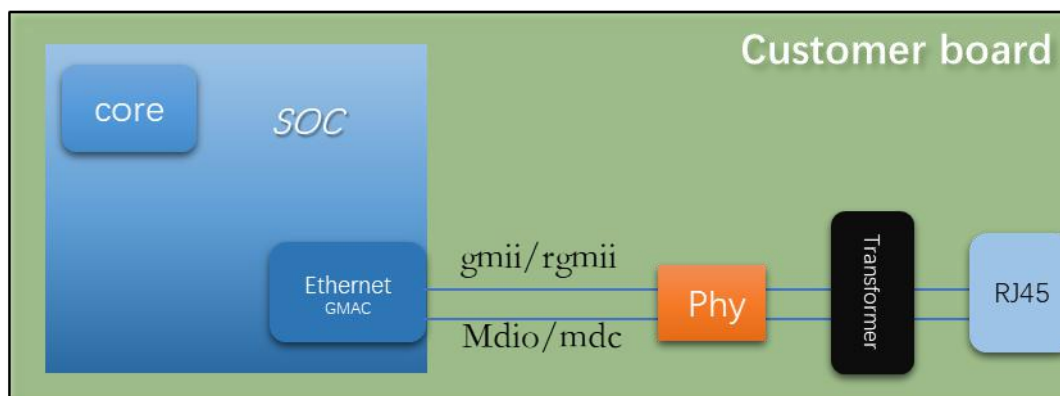 Customer board
core
SOC
Ethernet
GMAC
gmii/rgmii
Mdio/mdc
Phy
Transformer
RJ45